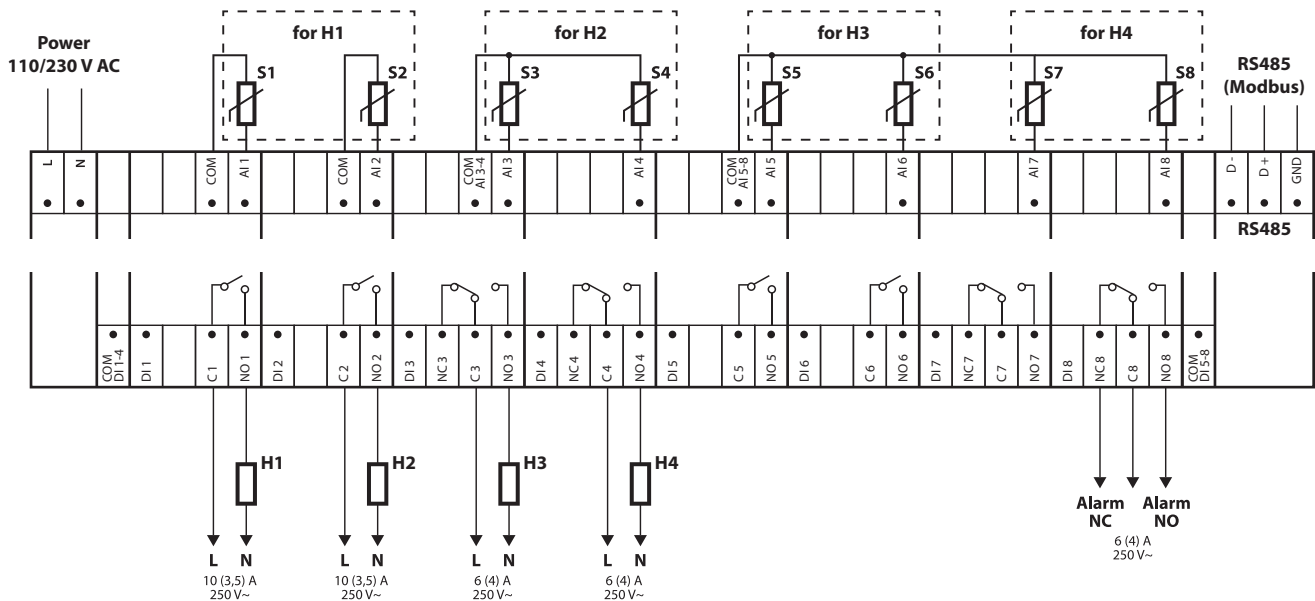 Power
110/230 V AC
for H1
for H2
for H3
for H4
RS485
(Modbus)
S1
S2
S3
S4
S5
S6
S7
S8
L
N
COM
AI 1
COM
AI 2
COM
AI 3-4
AI 3
AI 4
COM
AI 5-8
AI 5
AI 6
AI 7
AI 8
D -
D +
GND
RS485
COM
DI 1-4
DI 1
C 1
NO 1
DI 2
C 2
NO 2
DI 3
NC 3
C 3
NO 3
DI 4
NC 4
C 4
NO 4
DI 5
C 5
NO 5
DI 6
C 6
NO 6
DI 7
NC 7
C 7
NO 7
DI 8
NC 8
C 8
NO 8
COM
DI 5-8
H1
H2
H3
H4
L N
10 (3,5) A
250 V~
L N
10 (3,5) A
250 V~
L N
6 (4) A
250 V~
L N
6 (4) A
250 V~
Alarm
NC
Alarm
NO
6 (4) A
250 V~